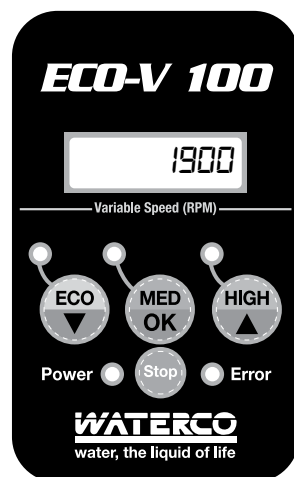 ECO-V 100
1900
Variable Speed (RPM)
ECO MED HIGH
▼ OK ▲
Power Stop Error
WATERCO
water, the liquid of life